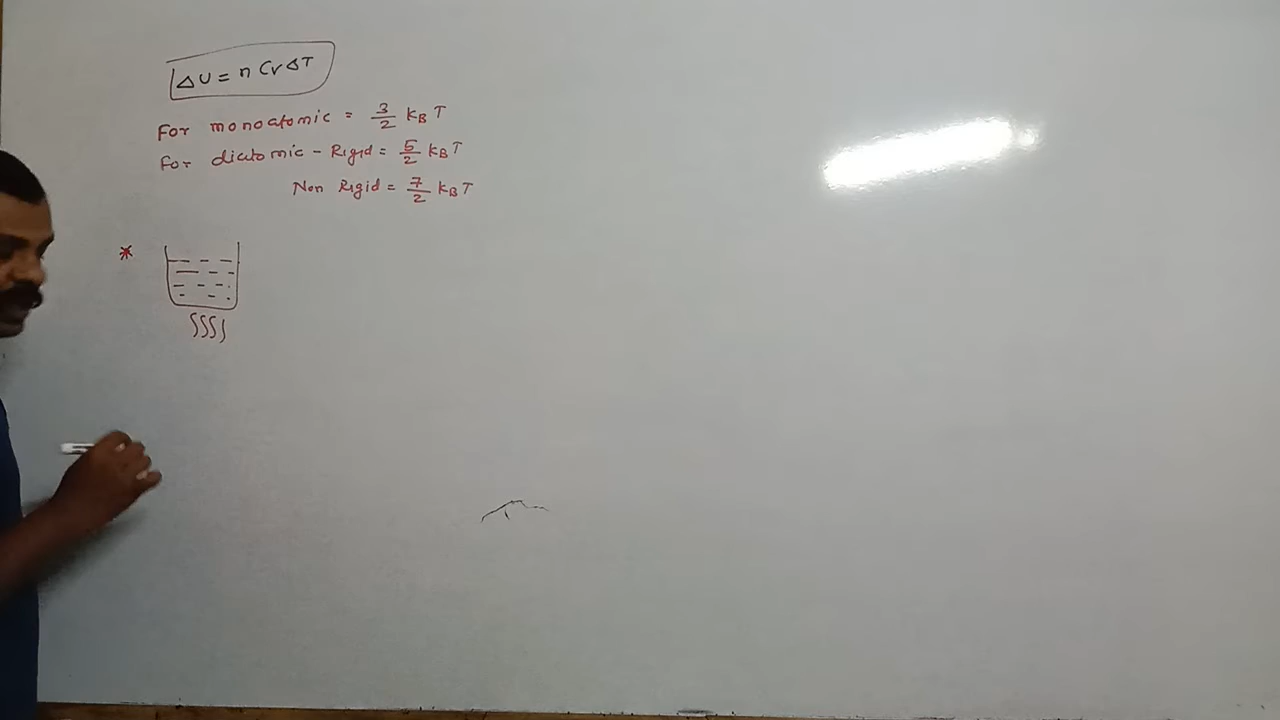 ΔU = n Cv ΔT
For monoatomic = 3/2 KB T
For diatomic - Rigid = 5/2 KB T
Non Rigid = 7/2 KB T
*